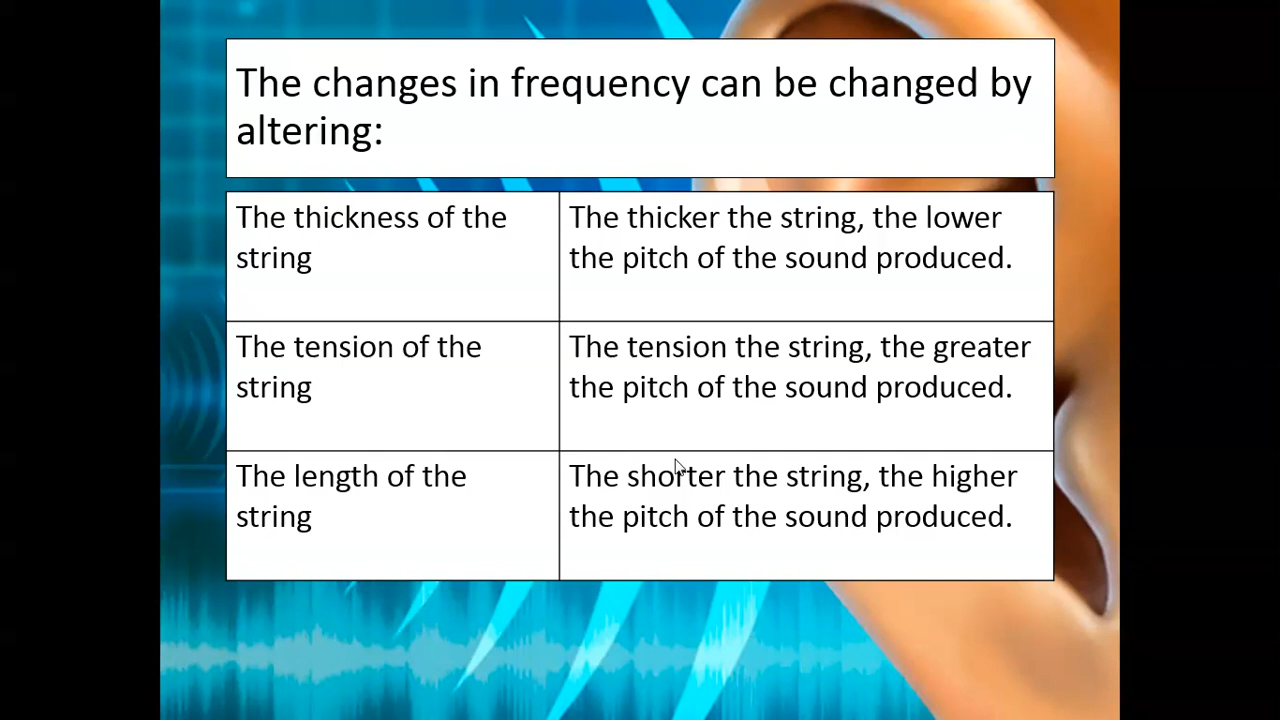 The changes in frequency can be changed by
altering:
The thickness of the
string
The thicker the string, the lower
the pitch of the sound produced.
The tension of the
string
The tension the string, the greater
the pitch of the sound produced.
The length of the
string
The shorter the string, the higher
the pitch of the sound produced.